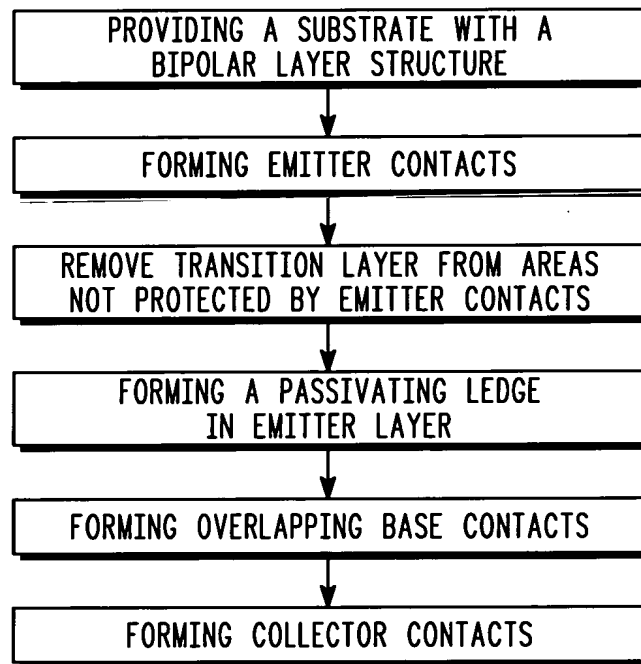 PROVIDING A SUBSTRATE WITH A
BIPOLAR LAYER STRUCTURE
FORMING EMITTER CONTACTS
REMOVE TRANSITION LAYER FROM AREAS
NOT PROTECTED BY EMITTER CONTACTS
FORMING A PASSIVATING LEDGE
IN EMITTER LAYER
FORMING OVERLAPPING BASE CONTACTS
FORMING COLLECTOR CONTACTS